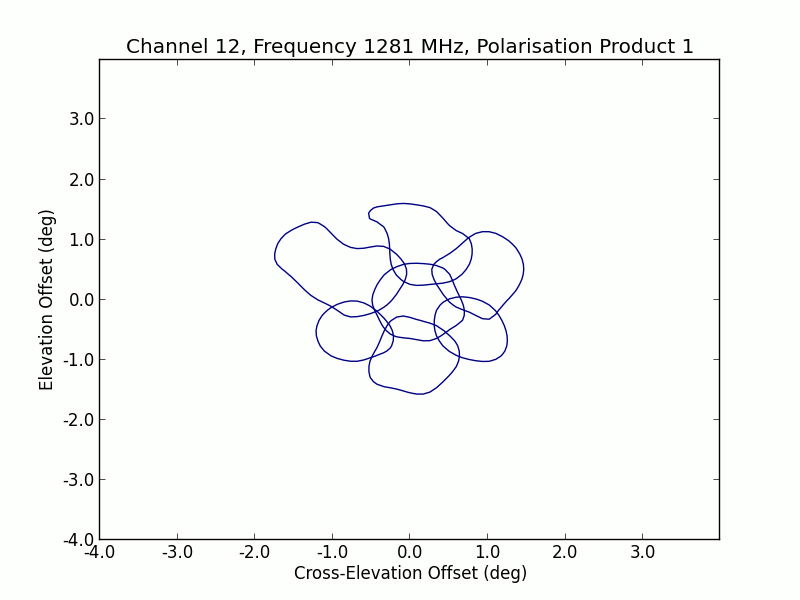 Channel 12, Frequency 1281 MHz, Polarisation Product 1
Elevation Offset (deg)
3.0
2.0
1.0
0.0
-1.0
-2.0
-3.0
-4.0
-4.0 -3.0 -2.0 -1.0 0.0 1.0 2.0 3.0
Cross-Elevation Offset (deg)